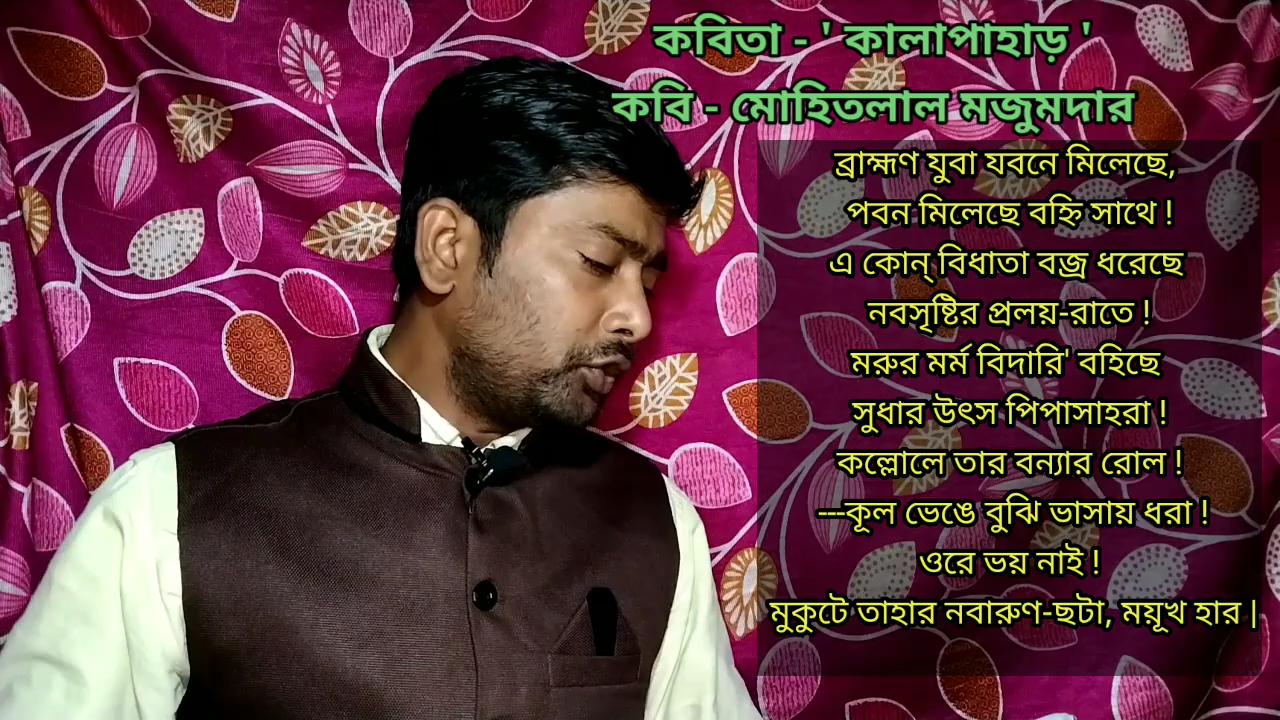 কবিতা - ' কালাপাহাড় '
কবি - মোহিতলাল মজুমদার
ব্রাহ্মণ যুবা যবনে মিলেছে,
পবন মিলেছে বহ্নি সাথে !
এ কোন্ বিধাতা বজ্র ধরেছে
নবসৃষ্টির প্রলয়-রাতে !
মরুর মর্ম বিদারি' বহিছে
সুধার উৎস পিপাসাহরা !
কল্লোলে তার বন্যার রোল !
---কূল ভেঙে বুঝি ভাসায় ধরা !
ওরে ভয় নাই !
মুকুটে তাহার নবারুণ-ছটা, ময়ূখ হার |